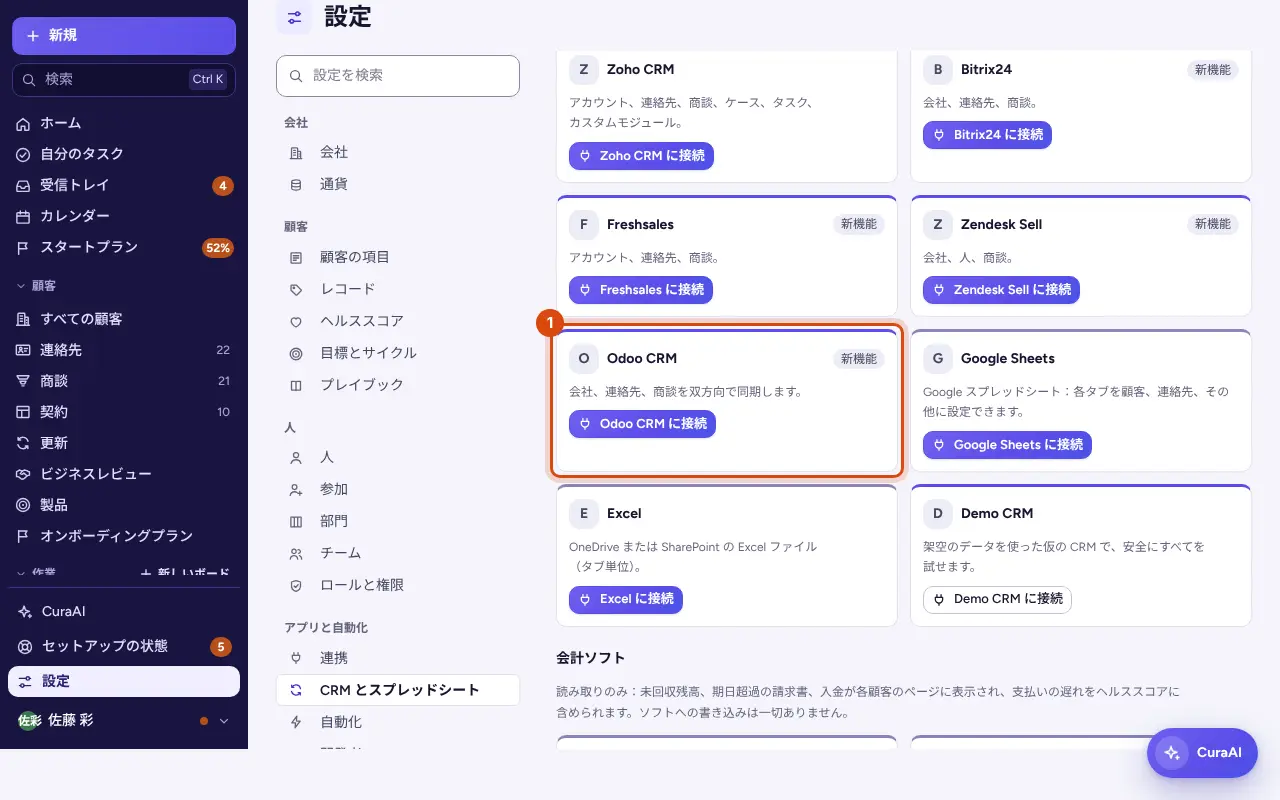 新規
検索
Ctrl K
ホーム
自分のタスク
受信トレイ
4
カレンダー
スタートプラン
52%
顧客
すべての顧客
連絡先
22
商談
21
契約
10
更新
ビジネスレビュー
製品
オンボーディングプラン
作業
新しいボード
CuraAI
セットアップの状態
5
設定
佐彩
佐藤 彩
設定
設定を検索
会社
会社
通貨
顧客
顧客の項目
レコード
ヘルススコア
目標とサイクル
プレイブック
人
人
参加
部門
チーム
ロールと権限
アプリと自動化
連携
CRM とスプレッドシート
自動化
Z
Zoho CRM
アカウント、連絡先、商談、ケース、タスク、
カスタムモジュール。
Zoho CRM に接続
B
Bitrix24
新機能
会社、連絡先、商談。
Bitrix24 に接続
F
Freshsales
新機能
アカウント、連絡先、商談。
Freshsales に接続
Z
Zendesk Sell
新機能
会社、人、商談。
Zendesk Sell に接続
1
O
Odoo CRM
新機能
会社、連絡先、商談を双方向で同期します。
Odoo CRM に接続
G
Google Sheets
Google スプレッドシート：各タブを顧客、連絡先、その
他に設定できます。
Google Sheets に接続
E
Excel
OneDrive または SharePoint の Excel ファイル
（タブ単位）。
Excel に接続
D
Demo CRM
架空のデータを使った仮の CRM で、安全にすべてを
試せます。
Demo CRM に接続
会計ソフト
読み取りのみ：未回収残高、期日超過の請求書、入金が各顧客のページに表示され、支払いの遅れをヘルススコアに
含められます。ソフトへの書き込みは一切ありません。
CuraAI